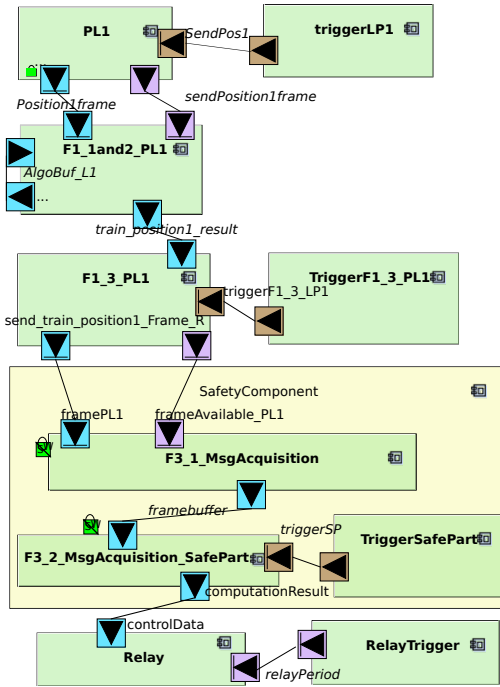 PL1
SendPos1
triggerLP1
Position1frame
sendPosition1frame
F1_1and2_PL1
AlgoBuf_L1
...
train_position1_result
F1_3_PL1
TriggerF1_3_PL1
triggerF1_3_LP1
send_train_position1_Frame_R
SafetyComponent
framePL1
frameAvailable_PL1
F3_1_MsgAcquisition
framebuffer
triggerSP
TriggerSafePart
F3_2_MsgAcquisition_SafePart
computationResult
controlData
Relay
RelayTrigger
relayPeriod